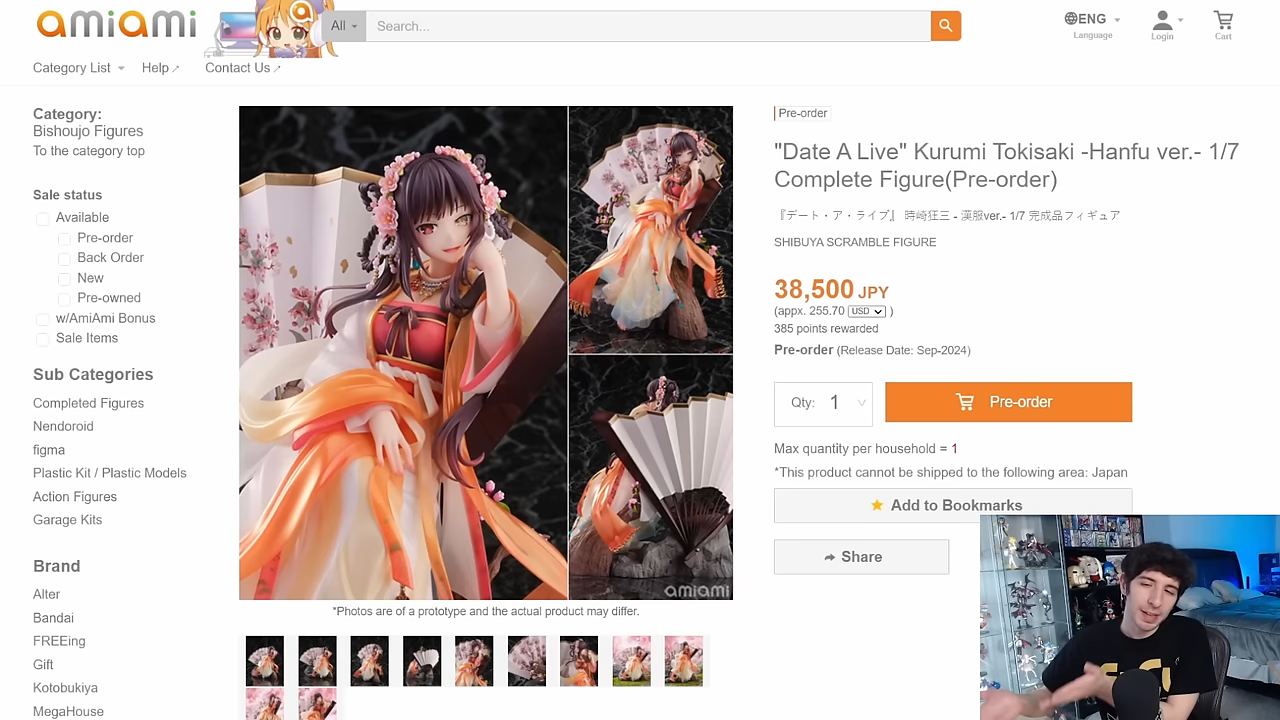 amiami
All
Search...
ENG
Language
Login
Cart
Category List
Help
Contact Us
Category:
Bishoujo Figures
To the category top
Sale status
Available
Pre-order
Back Order
New
Pre-owned
w/AmiAmi Bonus
Sale Items
Sub Categories
Completed Figures
Nendoroid
figma
Plastic Kit / Plastic Models
Action Figures
Garage Kits
Brand
Alter
Bandai
FREEing
Gift
Kotobukiya
MegaHouse
amiami
*Photos are of a prototype and the actual product may differ.
Pre-order
"Date A Live" Kurumi Tokisaki -Hanfu ver.- 1/7
Complete Figure(Pre-order)
『デート・ア・ライブ』 時崎狂三 - 漢服ver.- 1/7 完成品フィギュア
SHIBUYA SCRAMBLE FIGURE
38,500 JPY
(appx. 255.70 USD )
385 points rewarded
Pre-order (Release Date: Sep-2024)
Qty: 1
Pre-order
Max quantity per household = 1
*This product cannot be shipped to the following area: Japan
Add to Bookmarks
Share